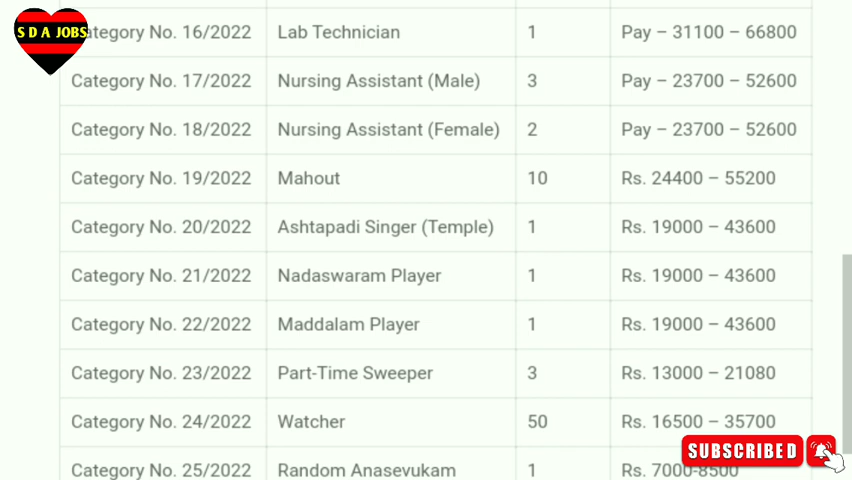 S D A JOBS
tegory No. 16/2022 Lab Technician 1 Pay – 31100 – 66800
Category No. 17/2022 Nursing Assistant (Male) 3 Pay – 23700 – 52600
Category No. 18/2022 Nursing Assistant (Female) 2 Pay – 23700 – 52600
Category No. 19/2022 Mahout 10 Rs. 24400 – 55200
Category No. 20/2022 Ashtapadi Singer (Temple) 1 Rs. 19000 – 43600
Category No. 21/2022 Nadaswaram Player 1 Rs. 19000 – 43600
Category No. 22/2022 Maddalam Player 1 Rs. 19000 – 43600
Category No. 23/2022 Part-Time Sweeper 3 Rs. 13000 – 21080
Category No. 24/2022 Watcher 50 Rs. 16500 – 35700
SUBSCRIBED
Category No. 25/2022 Random Anasevukam 1 Rs. 7000-8500